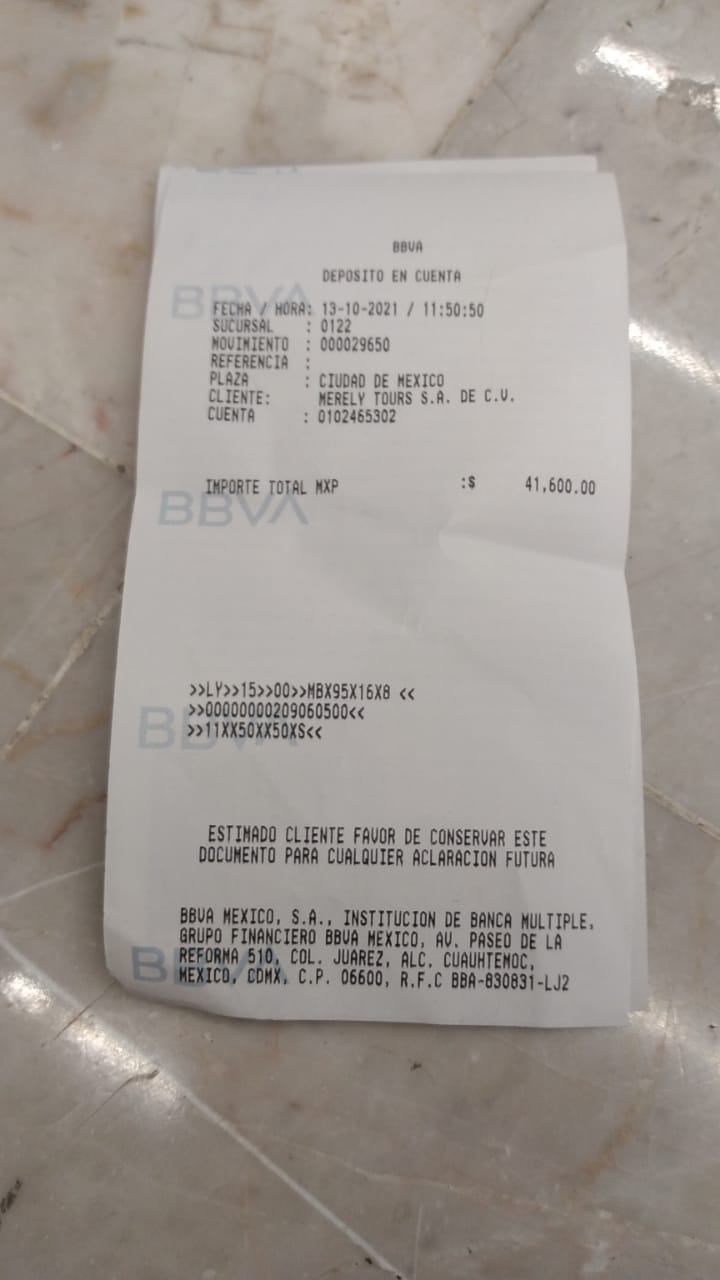 BBVA
DEPOSITO EN CUENTA
FECHA / HORA: 13-10-2021 / 11:50:50
SUCURSAL : 0122
MOVIMIENTO : 000029650
REFERENCIA :
PLAZA : CIUDAD DE MEXICO
CLIENTE: MERELY TOURS S.A. DE C.V.
CUENTA : 0102465302
IMPORTE TOTAL MXP :$ 41,600.00
BBVA
BBVA
>>LY>>15>>00>>MBX95X16X8 <<
>>00000000209060500<<
BBVA
>>11XX50XX50XS<<
ESTIMADO CLIENTE FAVOR DE CONSERVAR ESTE
DOCUMENTO PARA CUALQUIER ACLARACION FUTURA
BBVA MEXICO, S.A., INSTITUCION DE BANCA MULTIPLE,
GRUPO FINANCIERO BBVA MEXICO, AV. PASEO DE LA
REFORMA 510, COL. JUAREZ, ALC. CUAUHTEMOC,
MEXICO, CDMX, C.P. 06600, R.F.C BBA-830831-LJ2
BBVA